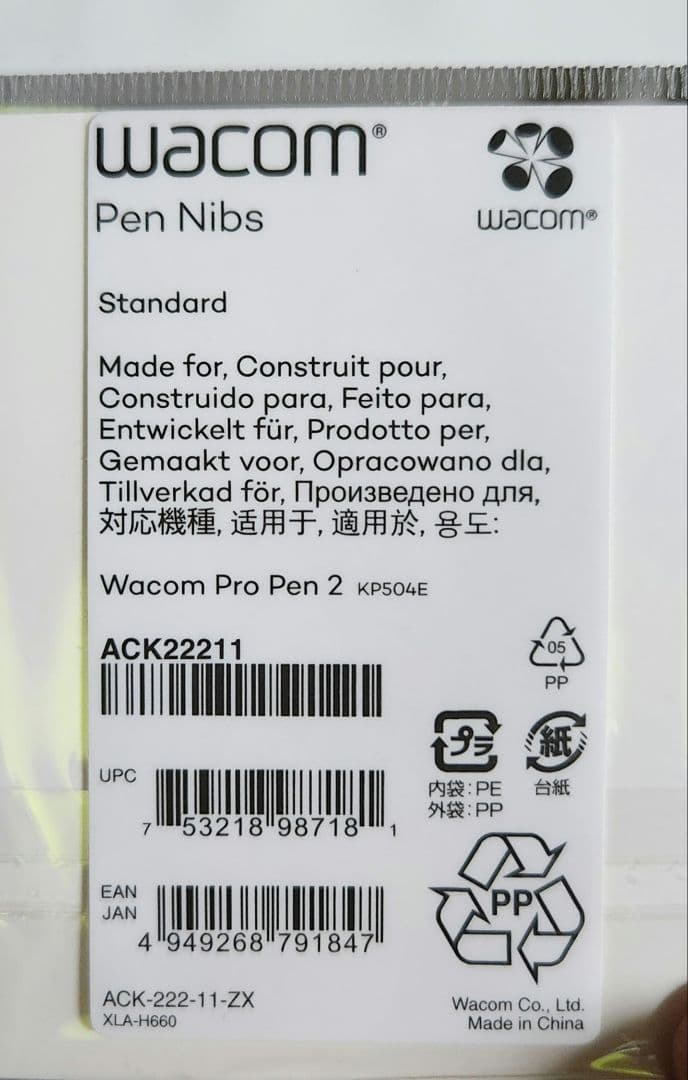 wacom®
Pen Nibs
wacom®
Standard
Made for, Construit pour,
Construido para, Feito para,
Entwickelt für, Prodotto per,
Gemaakt voor, Opracowano dla,
Tillverkad för, Произведено для,
対応機種, 适用于, 適用於, 용도:
Wacom Pro Pen 2 KP504E
ACK22211
05
PP
プラ
紙
内袋:PE
外袋:PP
台紙
UPC
7 53218 98718 1
PP
EAN
JAN
4 949268 791847
ACK-222-11-ZX
XLA-H660
Wacom Co., Ltd.
Made in China